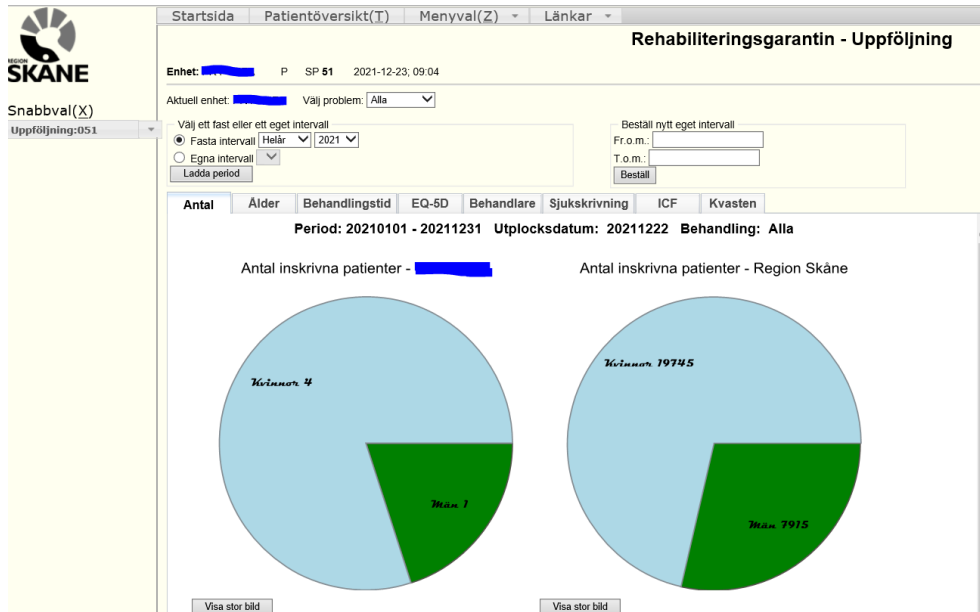 Startsida Patientöversikt(T) Menyval(Z) Länkar
REGION
SKÅNE
Rehabiliteringsgarantin - Uppföljning
Enhet: P SP 51 2021-12-23; 09:04
Snabbval(X)
Uppföljning:051
Aktuell enhet: Välj problem: Alla
Välj ett fast eller ett eget intervall
Fasta intervall Helår 2021
Egna intervall
Ladda period
Beställ nytt eget intervall
Fr.o.m.:
T.o.m.:
Beställ
Antal Ålder Behandlingstid EQ-5D Behandlare Sjukskrivning ICF Kvasten
Period: 20210101 - 20211231 Utplocksdatum: 20211222 Behandling: Alla
Antal inskrivna patienter -
Kvinnor 4
Män 1
Visa stor bild
Antal inskrivna patienter - Region Skåne
Kvinnor 19745
Män 7915
Visa stor bild